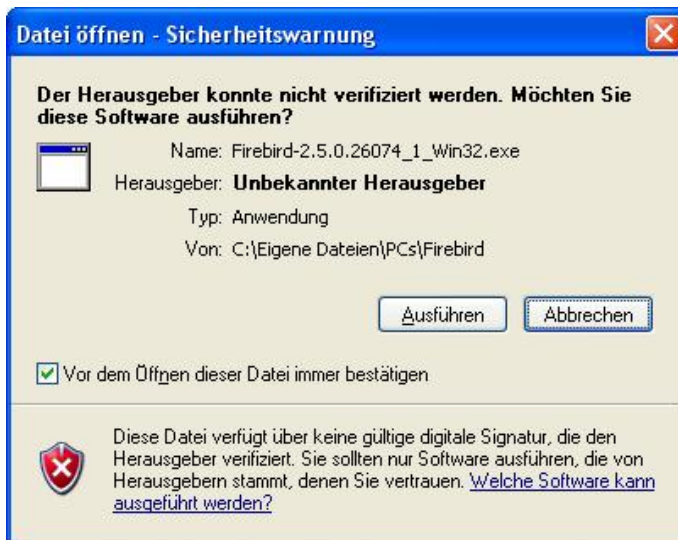 Datei öffnen - Sicherheitswarnung
Der Herausgeber konnte nicht verifiziert werden. Möchten Sie
diese Software ausführen?
Name: Firebird-2.5.0.26074_1_Win32.exe
Herausgeber: Unbekannter Herausgeber
Typ: Anwendung
Von: C:\Eigene Dateien\PCs\Firebird
Ausführen Abbrechen
Vor dem Öffnen dieser Datei immer bestätigen
Diese Datei verfügt über keine gültige digitale Signatur, die den
Herausgeber verifiziert. Sie sollten nur Software ausführen, die von
Herausgebern stammt, denen Sie vertrauen. Welche Software kann
ausgeführt werden?